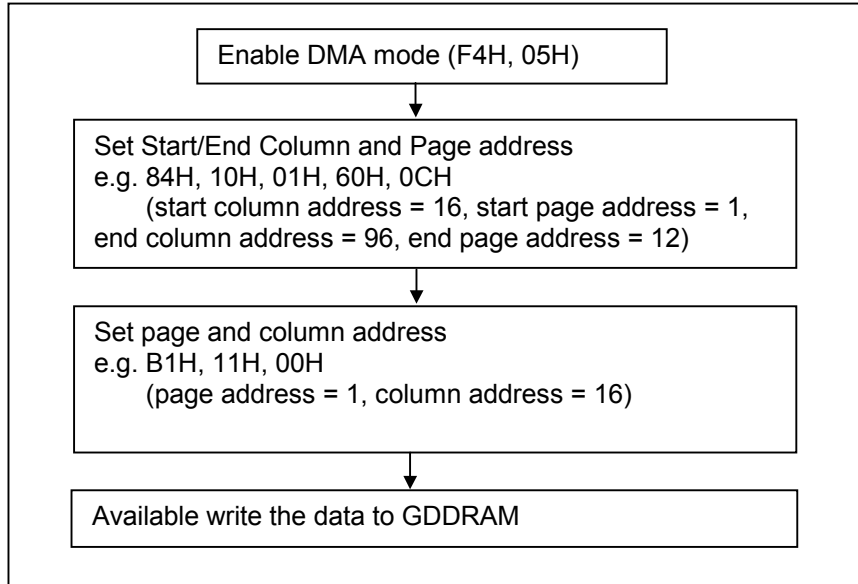 Enable DMA mode (F4H, 05H)
Set Start/End Column and Page address
e.g. 84H, 10H, 01H, 60H, 0CH
(start column address = 16, start page address = 1,
end column address = 96, end page address = 12)
Set page and column address
e.g. B1H, 11H, 00H
(page address = 1, column address = 16)
Available write the data to GDDRAM